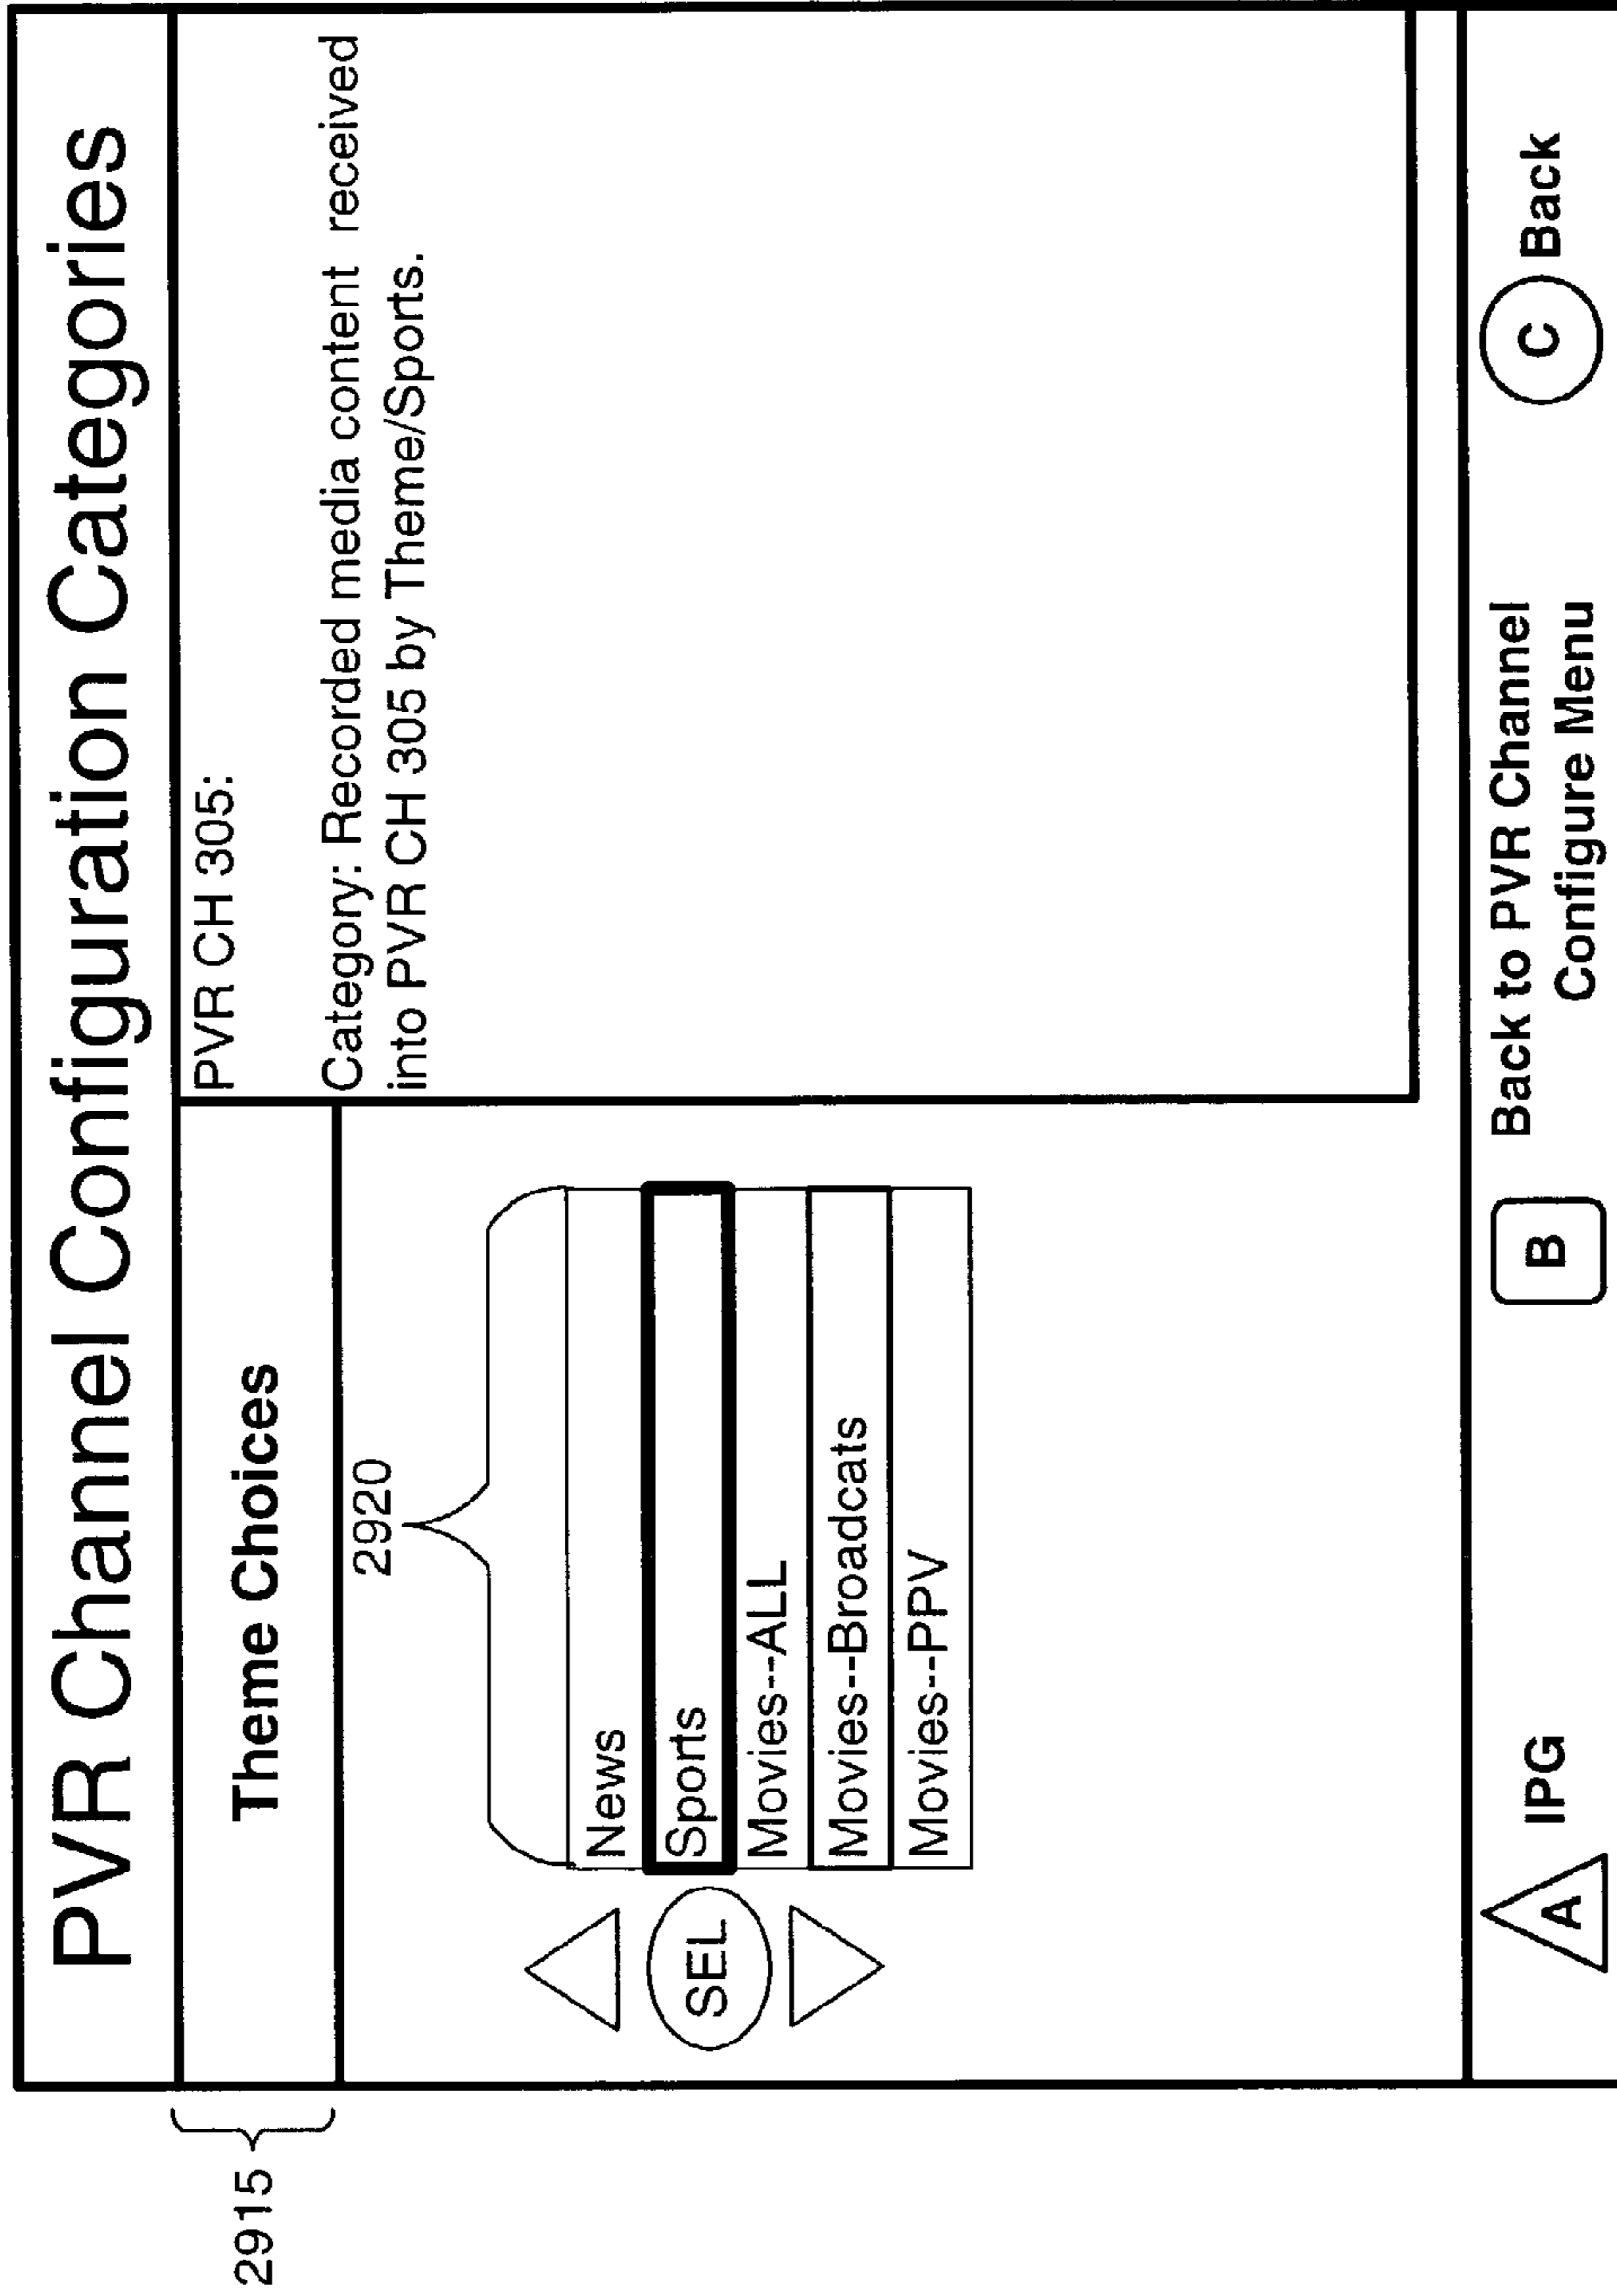 PVR Channel Configuration Categories
2915
Theme Choices
PVR CH 305:
Category: Recorded media content received
into PVR CH 305 by Theme/Sports.
2920
News
SEL
Sports
Movies---ALL
Movies---Broadcats
Movies---PPV
A IPG
B Back to PVR Channel
Configure Menu
C Back